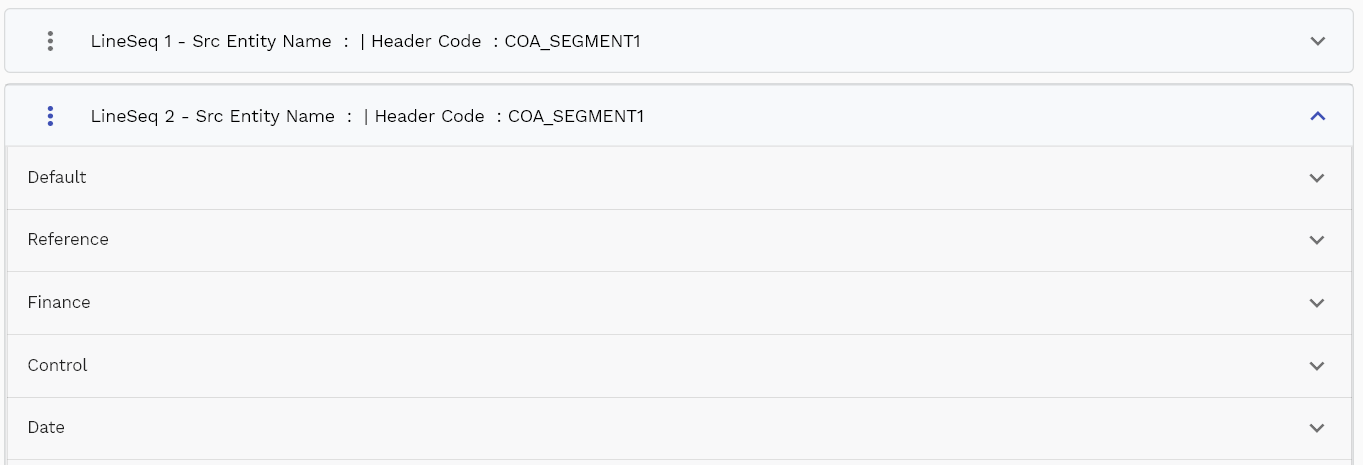 LineSeq 1 - Src Entity Name : | Header Code : COA_SEGMENT1
LineSeq 2 - Src Entity Name : | Header Code : COA_SEGMENT1
Default
Reference
Finance
Control
Date